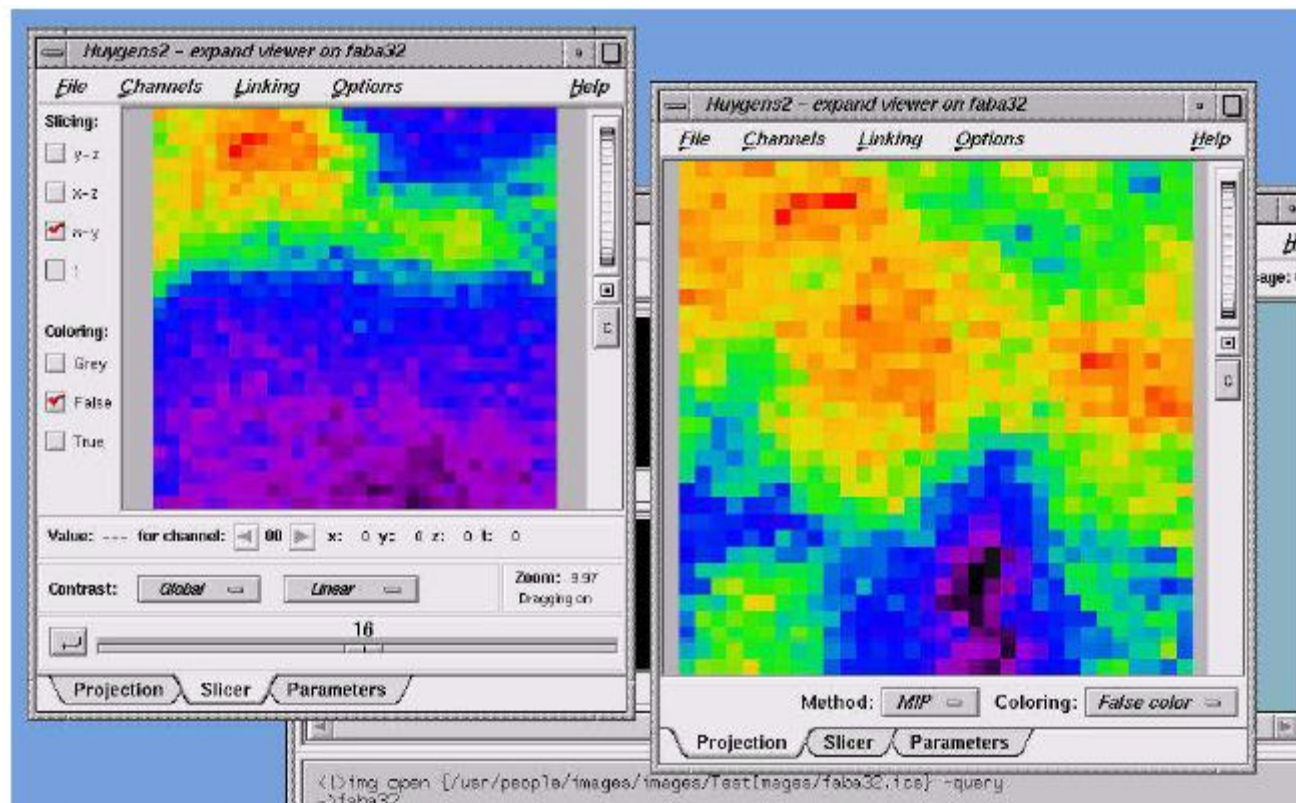 Huygens2 - expand viewer on faba32
File Channels Linking Options Help
Slicing:
y-z
x-z
x-y
t
Coloring:
Grey
False
True
Value: --- for channel: 00 x: 0 y: 0 z: 0 t: 0
Contrast: Global Linear
Zoom: 9.97
Dragging on
16
Projection Slicer Parameters
Huygens2 - expand viewer on faba32
File Channels Linking Options Help
C
Method: MIP Coloring: False color
Projection Slicer Parameters
age:
img open {/usr/people/images/images/TestImages/faba32.ics} -query
->faba32